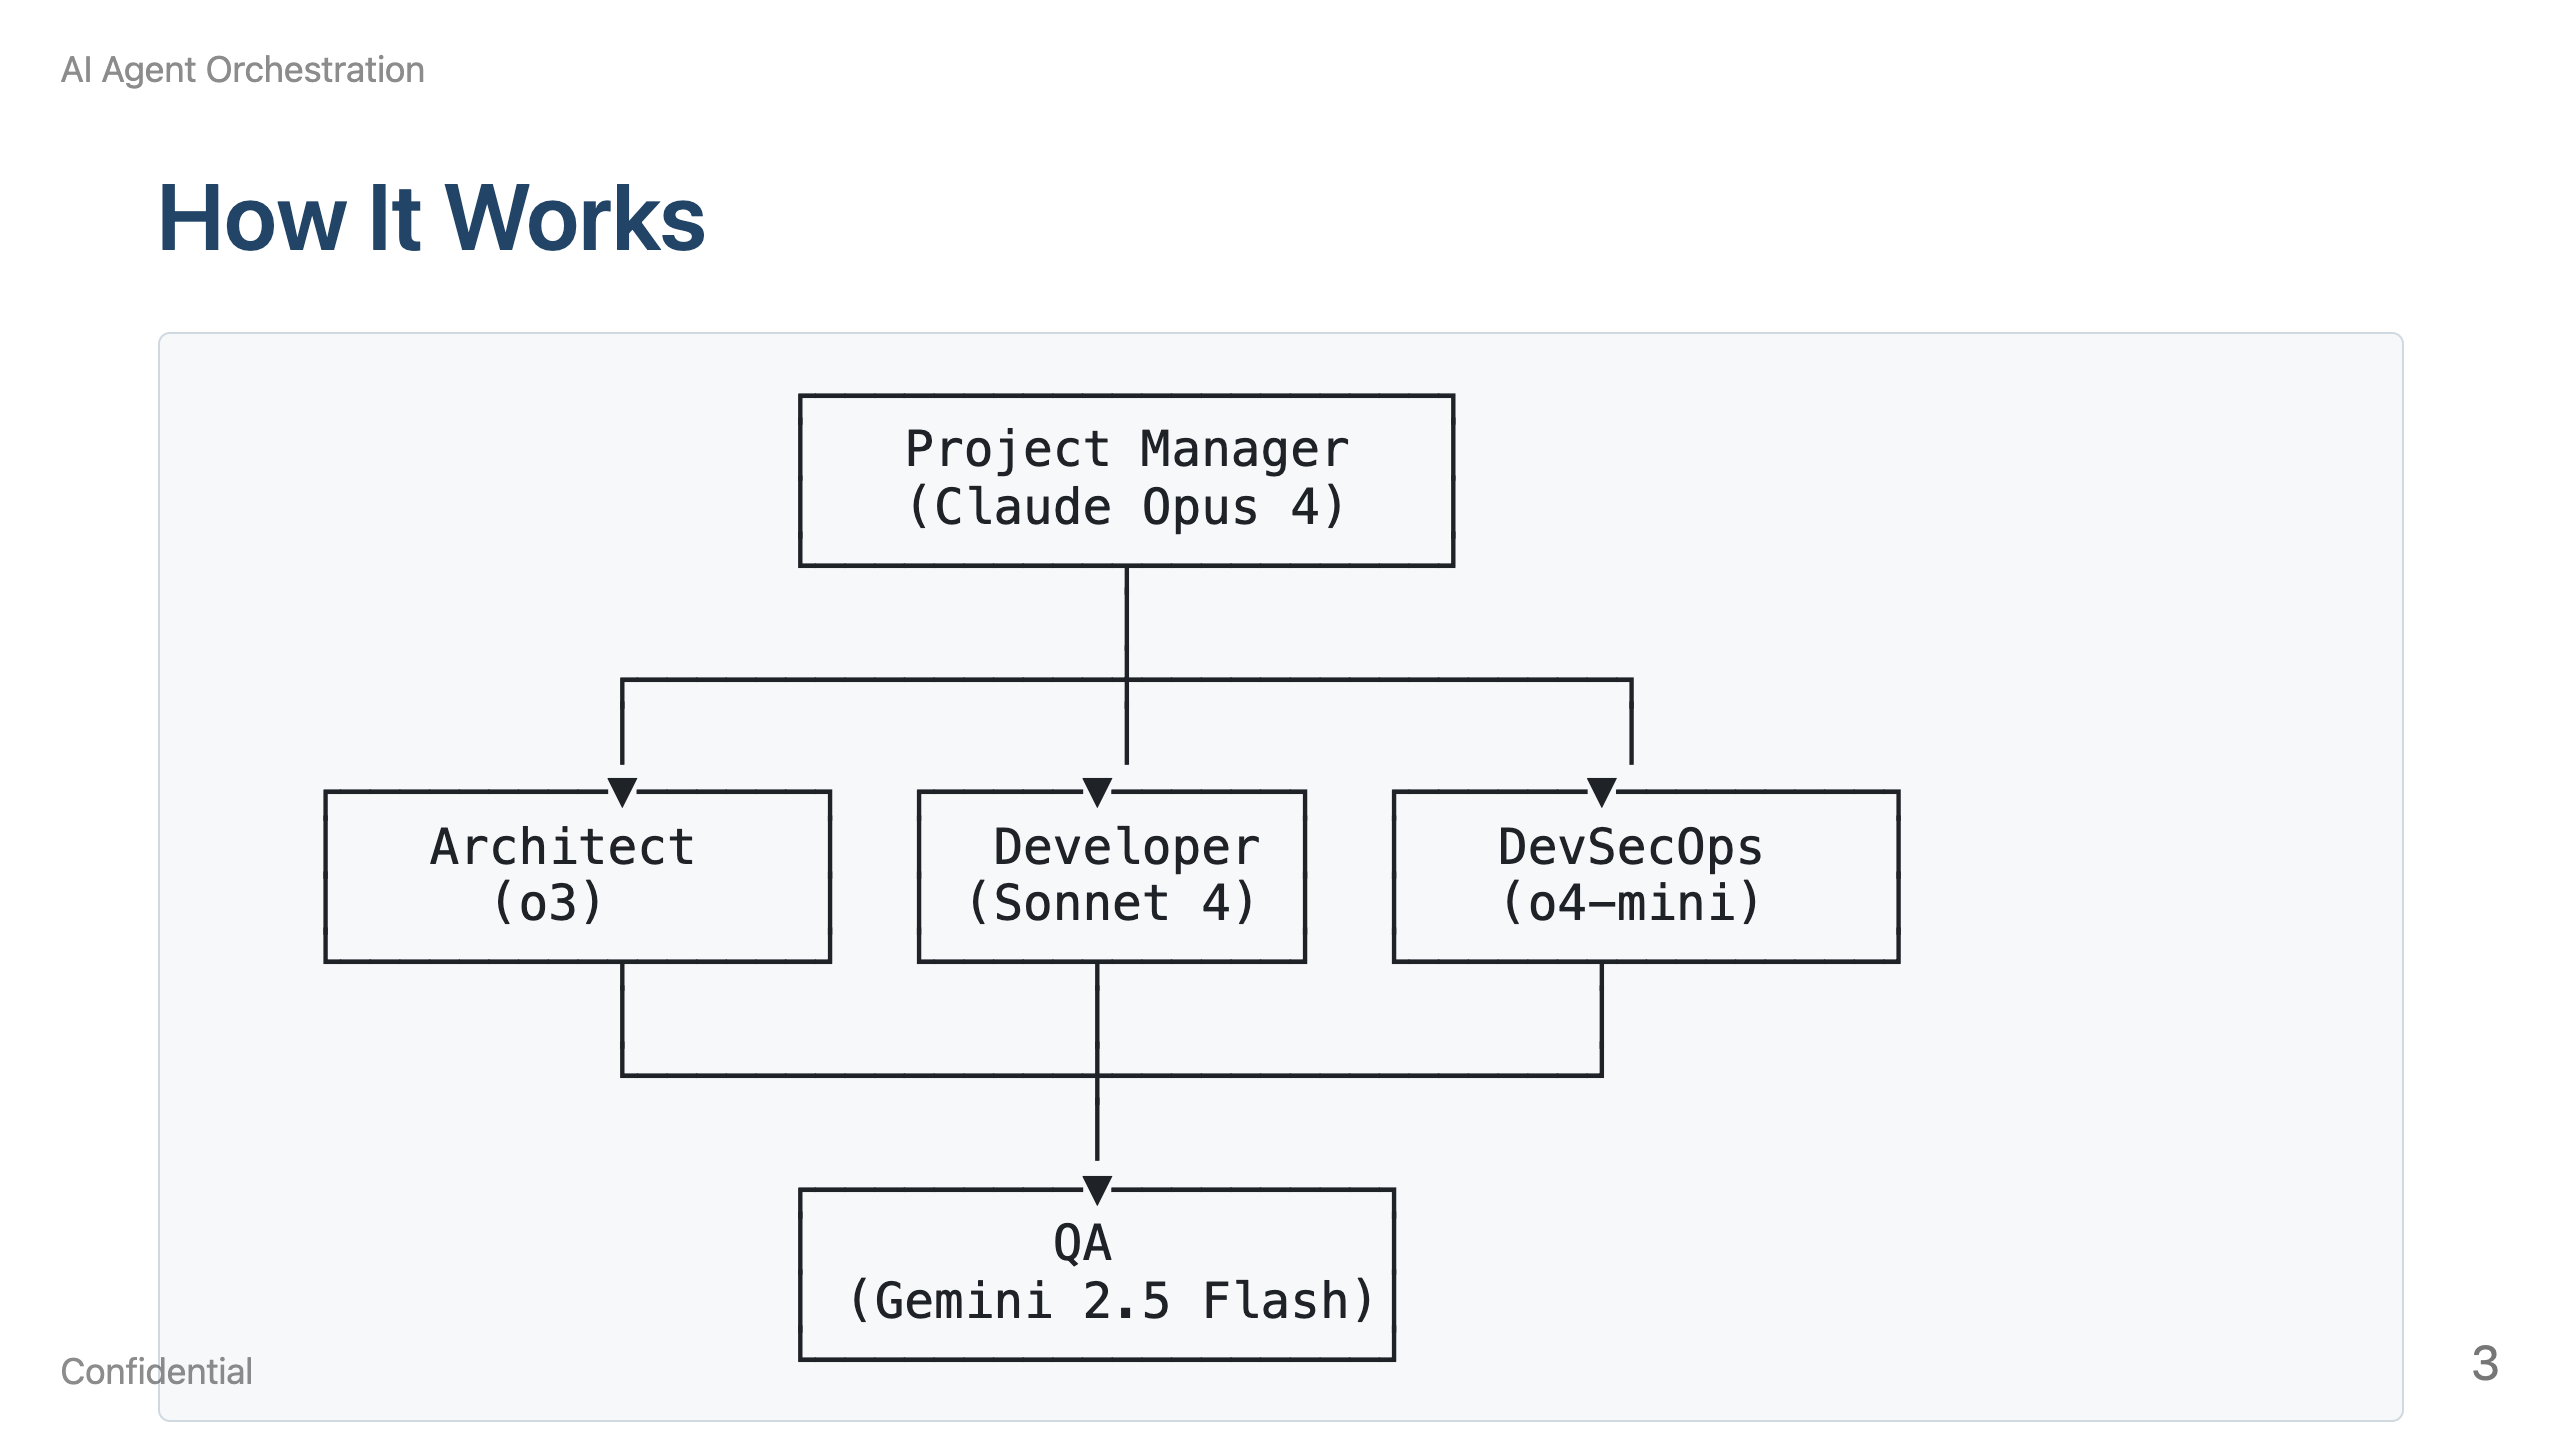 AI Agent Orchestration
How It Works
Project Manager
(Claude Opus 4)
Architect
(o3)
Developer
(Sonnet 4)
DevSecOps
(o4-mini)
QA
(Gemini 2.5 Flash)
Confidential
3